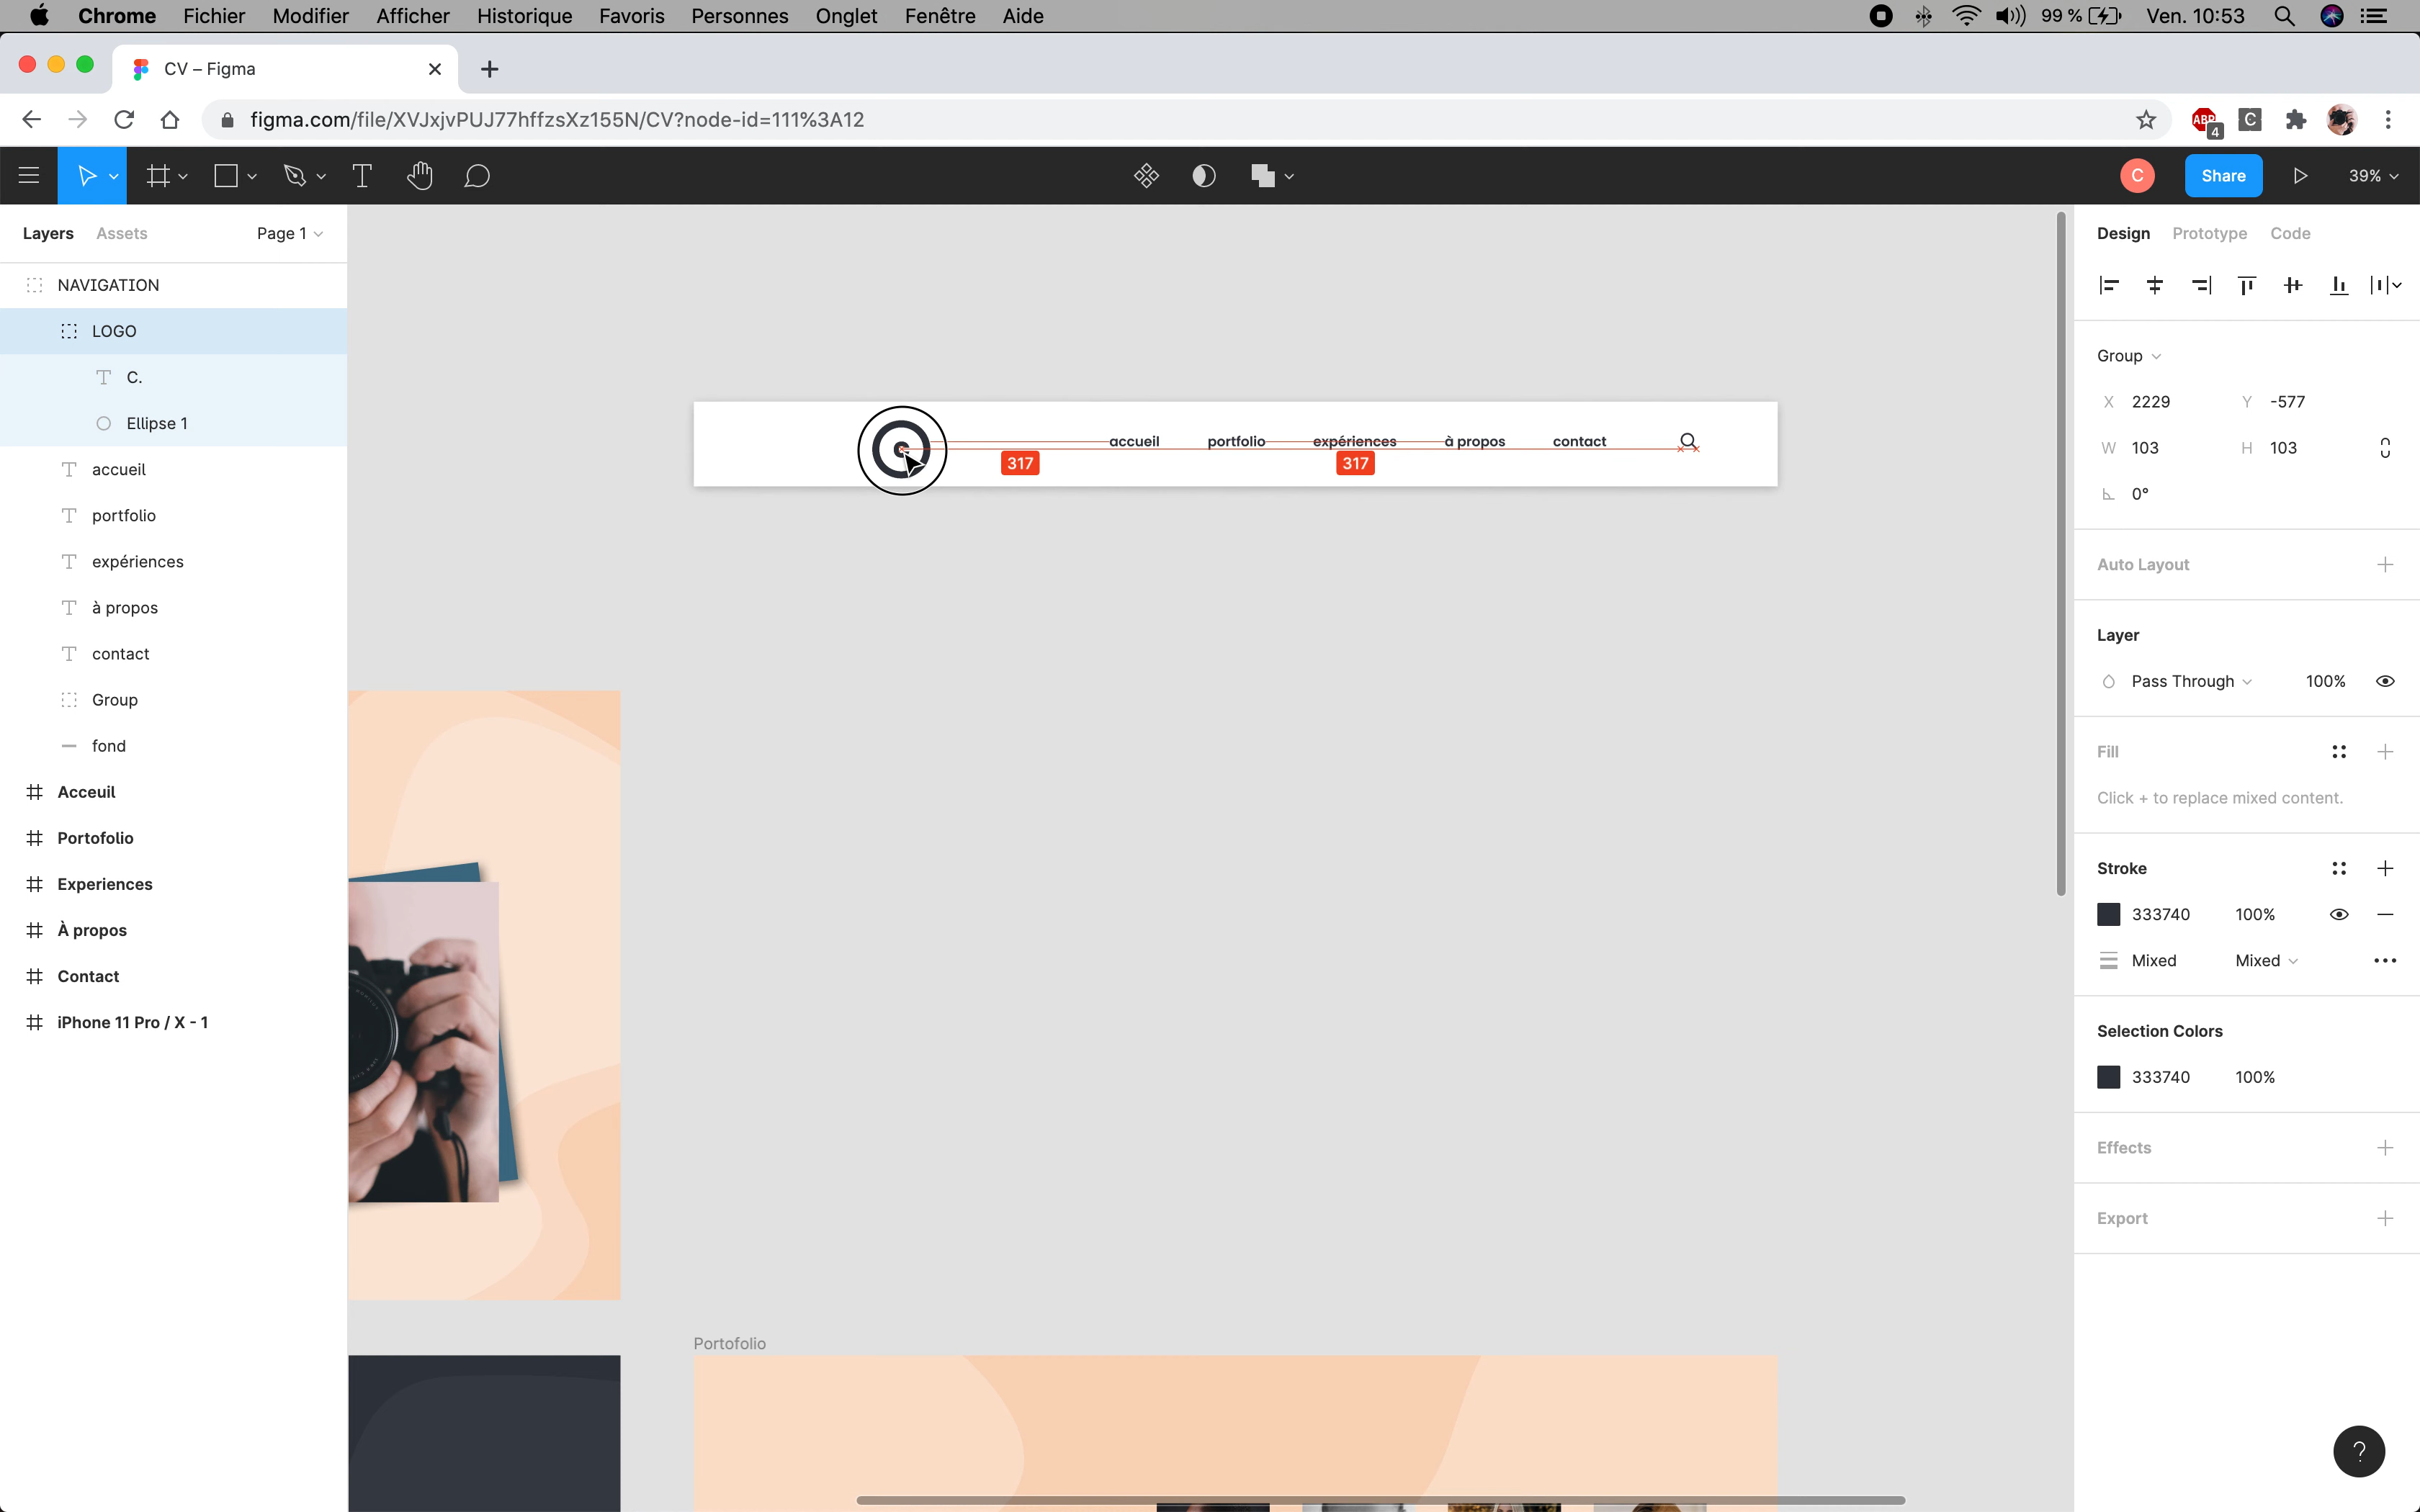 Chrome Fichier Modifier Afficher Historique Favoris Personnes Onglet Fenêtre Aide 99 % Ven. 10:53
CV – Figma
figma.com/file/XVJxjvPUJ77hffzsXz155N/CV?node-id=111%3A12
ABP 4 C
C Share 39%
Layers Assets Page 1
NAVIGATION
LOGO
C.
Ellipse 1
accueil
portfolio
expériences
à propos
contact
Group
fond
Acceuil
Portofolio
Experiences
À propos
Contact
iPhone 11 Pro / X - 1
accueil portfolio expériences à propos contact
317 317
Portofolio
Design Prototype Code
Group
X 2229 Y -577
W 103 H 103
0°
Auto Layout
Layer
Pass Through 100%
Fill
Click + to replace mixed content.
Stroke
333740 100%
Mixed Mixed
Selection Colors
333740 100%
Effects
Export
?